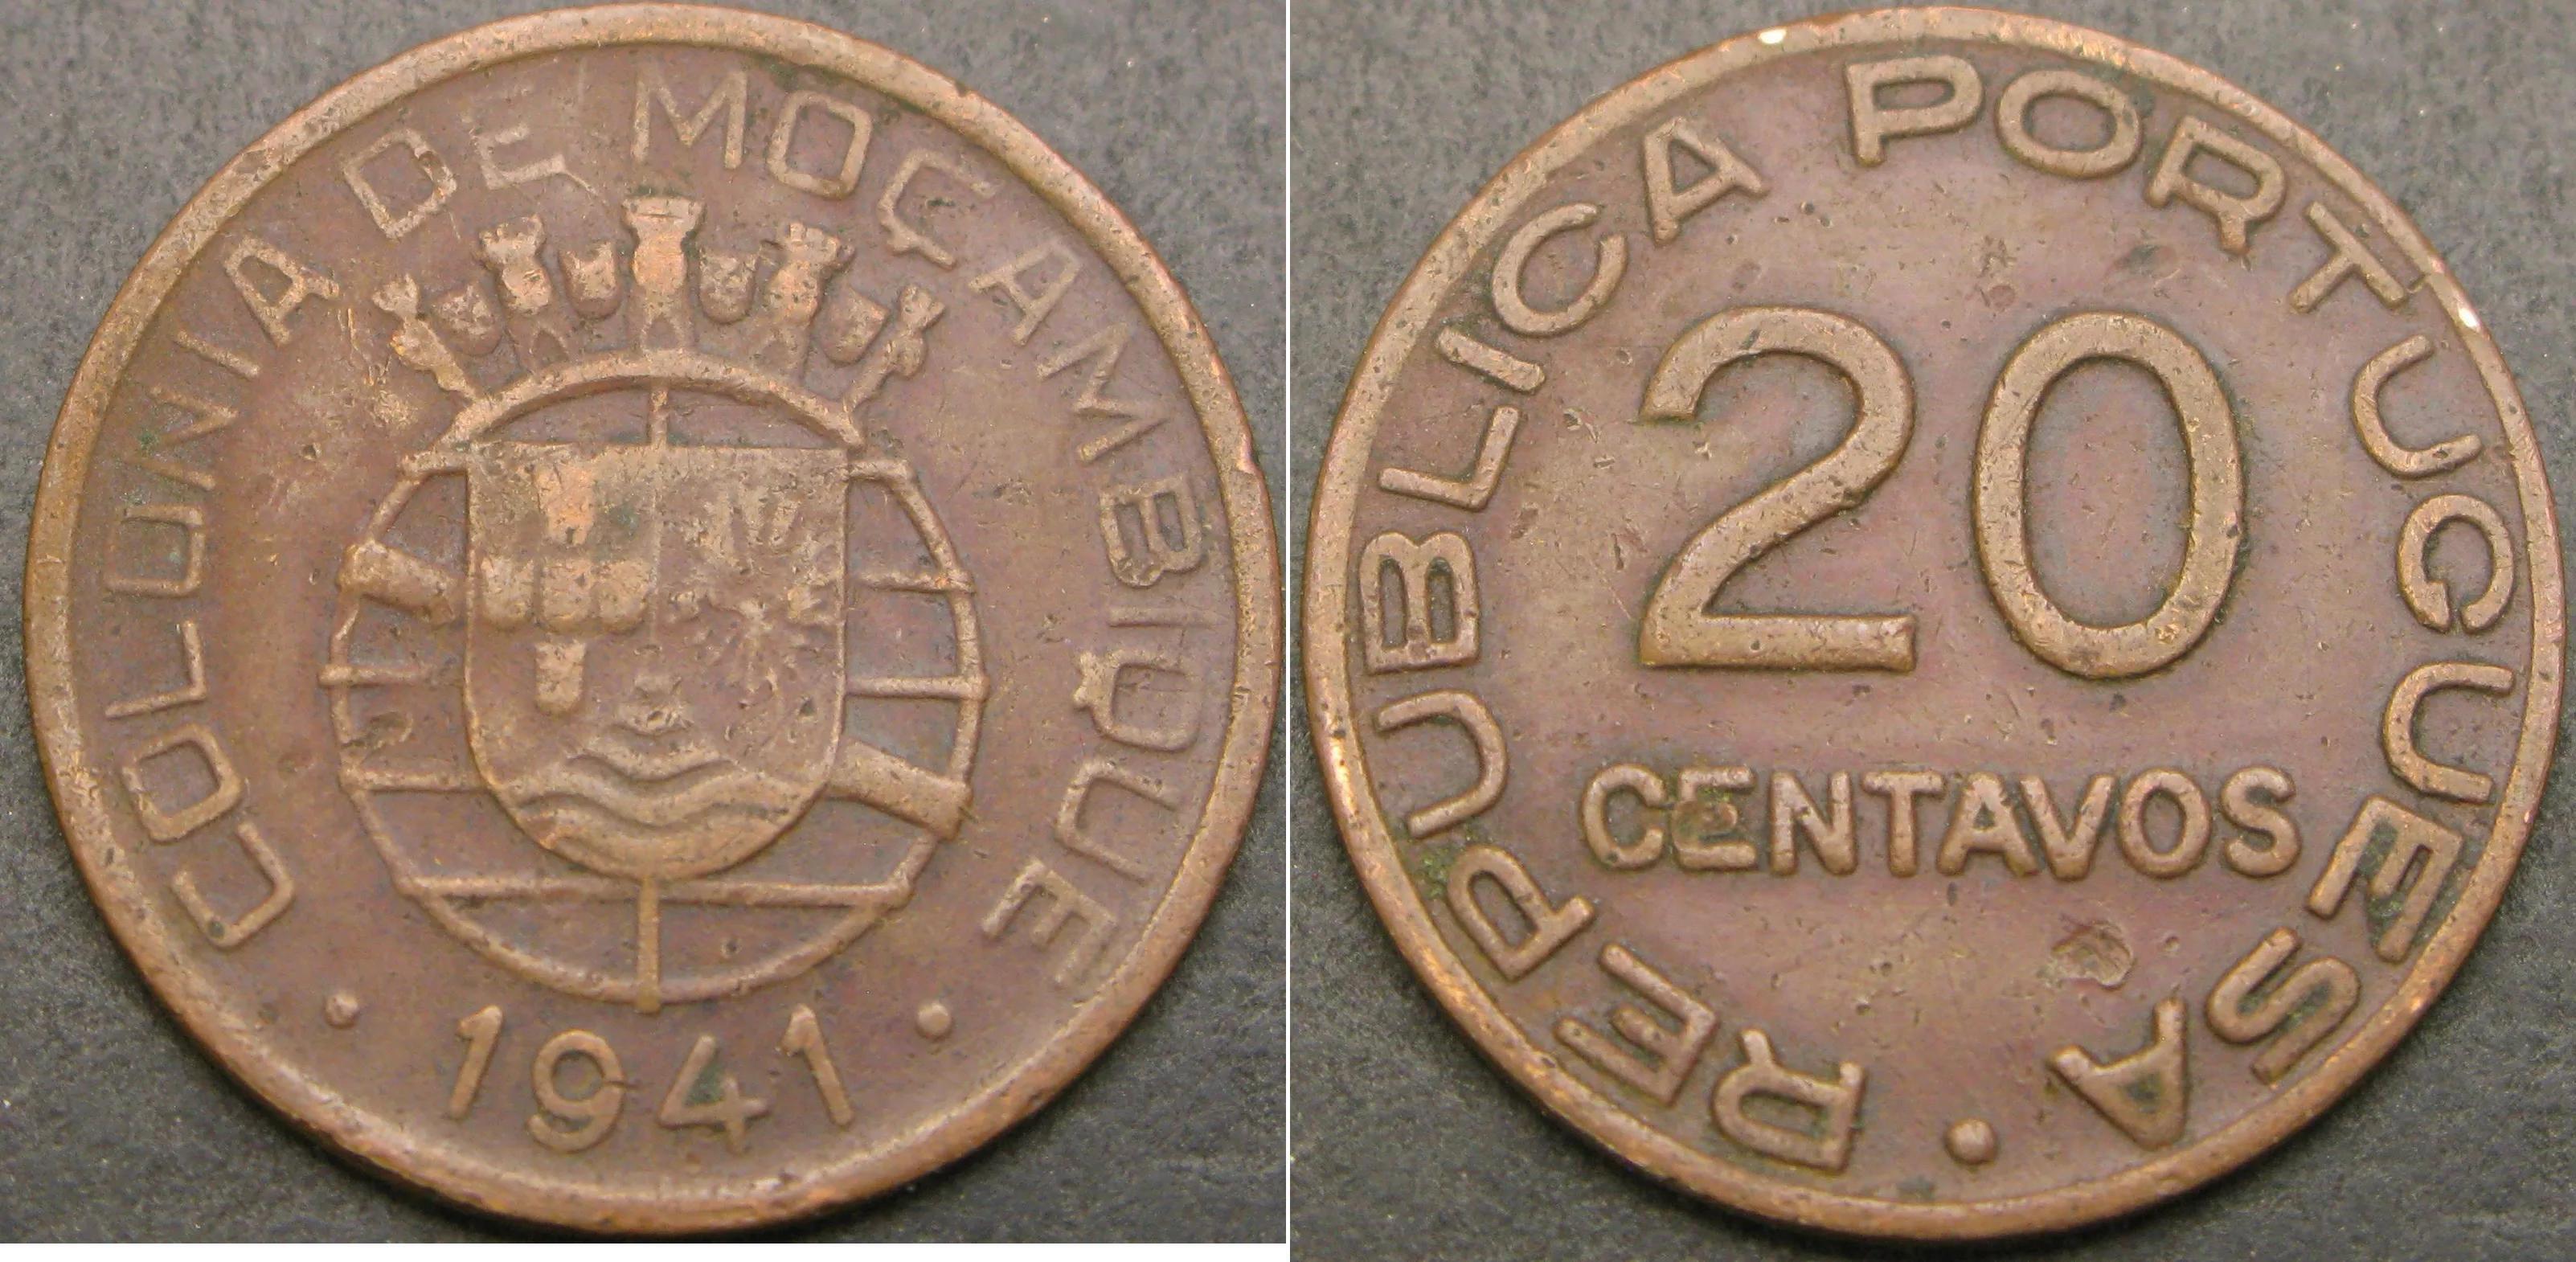 COLONIA DE MOÇAMBIQUE
• 1941 •
REPUBLICA PORTUGUESA •
20
CENTAVOS